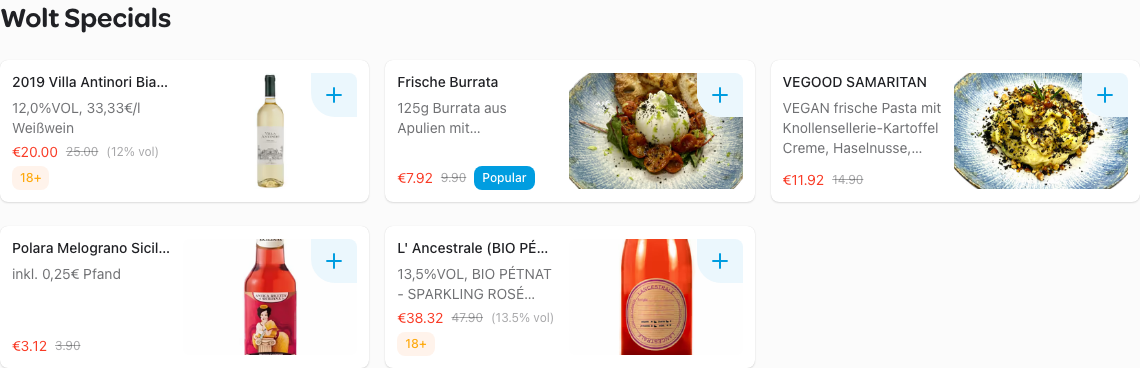 Wolt Specials
2019 Villa Antinori Bia...
12,0%VOL, 33,33€/l
Weißwein
€20.00 25.00 (12% vol)
18+
Frische Burrata
125g Burrata aus
Apulien mit...
€7.92 9.90 Popular
VEGOOD SAMARITAN
VEGAN frische Pasta mit
Knollensellerie-Kartoffel
Creme, Haselnusse,...
€11.92 14.90
Polara Melograno Sicil...
inkl. 0,25€ Pfand
€3.12 3.90
L' Ancestrale (BIO PÉ...
13,5%VOL, BIO PÉTNAT
- SPARKLING ROSÉ...
€38.32 47.90 (13.5% vol)
18+
LANCESTRALE
LANCESTRALE